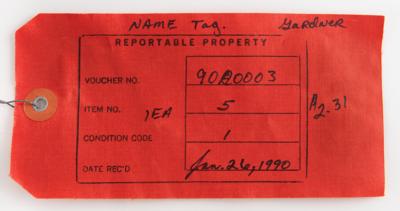 NAME Tag. Gardner
REPORTABLE PROPERTY
VOUCHER NO. 90A0003
ITEM NO. 1EA 5 A2-31
CONDITION CODE 1
DATE REC'D Jan. 26, 1990